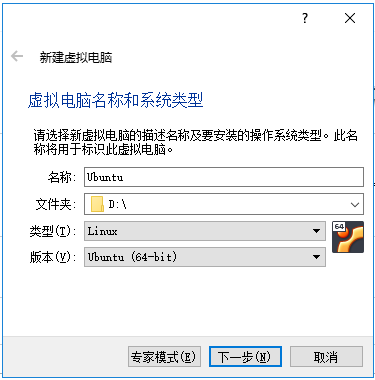 ?
新建虚拟电脑
虚拟电脑名称和系统类型
请选择新虚拟电脑的描述名称及要安装的操作系统类型。此名
称将用于标识此虚拟电脑。
名称: Ubuntu
文件夹: D:\
类型(T): Linux
64
版本(V): Ubuntu (64-bit)
专家模式(E) 下一步(N) 取消